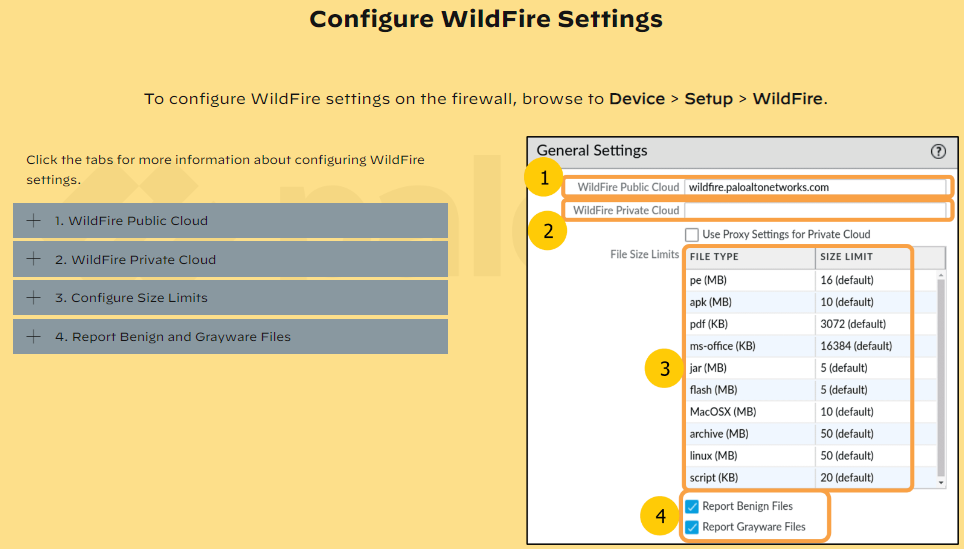 Configure WildFire Settings
To configure WildFire settings on the firewall, browse to Device > Setup > WildFire.
Click the tabs for more information about configuring WildFire
settings.
1. WildFire Public Cloud
2. WildFire Private Cloud
3. Configure Size Limits
4. Report Benign and Grayware Files
General Settings
?
1
WildFire Public Cloud wildfire.paloaltonetworks.com
2
WildFire Private Cloud
Use Proxy Settings for Private Cloud
File Size Limits
FILE TYPE SIZE LIMIT
pe (MB) 16 (default)
apk (MB) 10 (default)
pdf (KB) 3072 (default)
ms-office (KB) 16384 (default)
3
jar (MB) 5 (default)
flash (MB) 5 (default)
MacOSX (MB) 10 (default)
archive (MB) 50 (default)
linux (MB) 50 (default)
script (KB) 20 (default)
4
Report Benign Files
Report Grayware Files